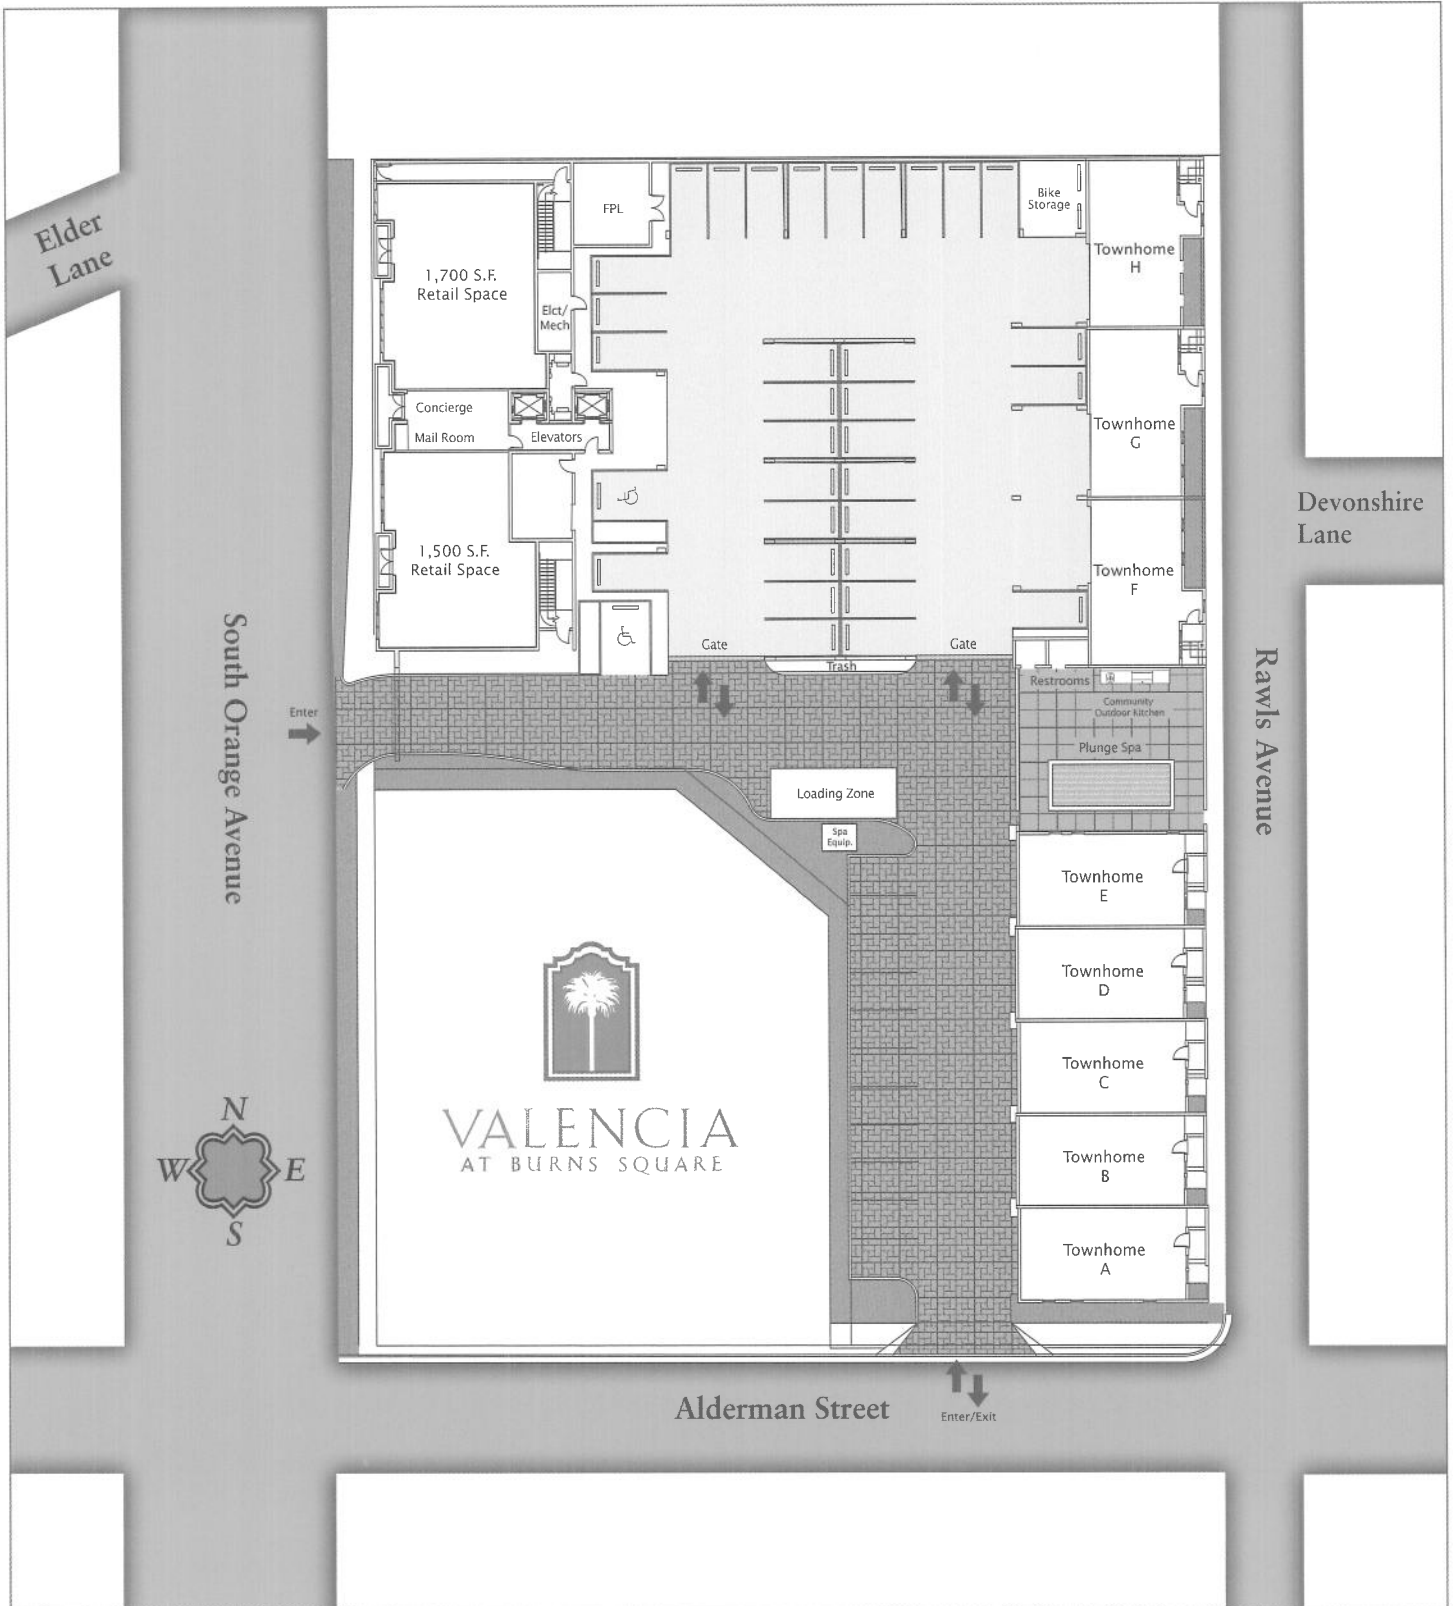 Elder
Lane
FPL
Bike
Storage
1,700 S.F.
Retail Space
Elct/
Mech
Townhome
H
Concierge
Mail Room
Elevators
Townhome
G
Devonshire
Lane
1,500 S.F.
Retail Space
Townhome
F
Gate
Gate
Trash
Restrooms
Community
Outdoor Kitchen
Plunge Spa
Enter
South Orange Avenue
Rawls Avenue
Loading Zone
Spa
Equip.
Townhome
E
Townhome
D
Townhome
C
Townhome
B
Townhome
A
VALENCIA
AT BURNS SQUARE
N
W E
S
Alderman Street
Enter/Exit